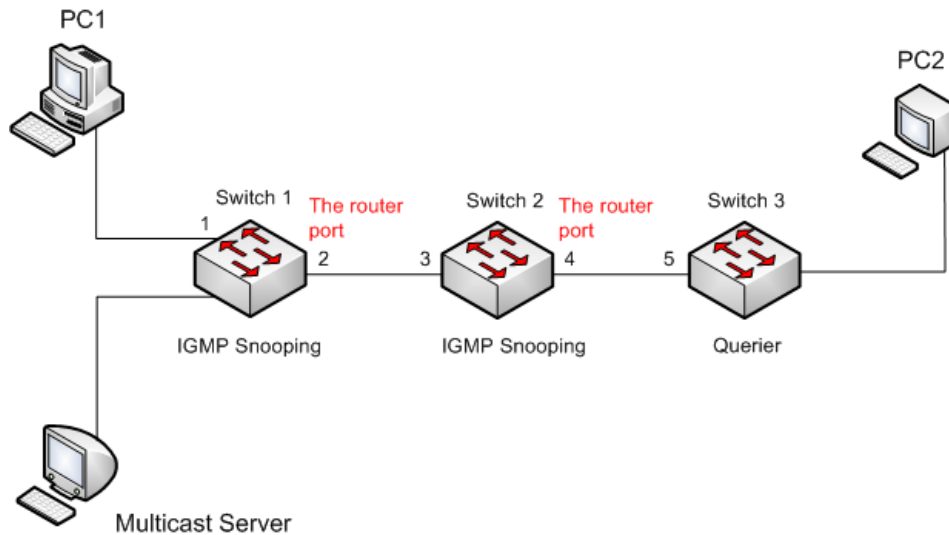 PC1
PC2
Switch 1
The router
port
Switch 2
The router
port
Switch 3
1
2
3
4
5
IGMP Snooping
IGMP Snooping
Querier
Multicast Server